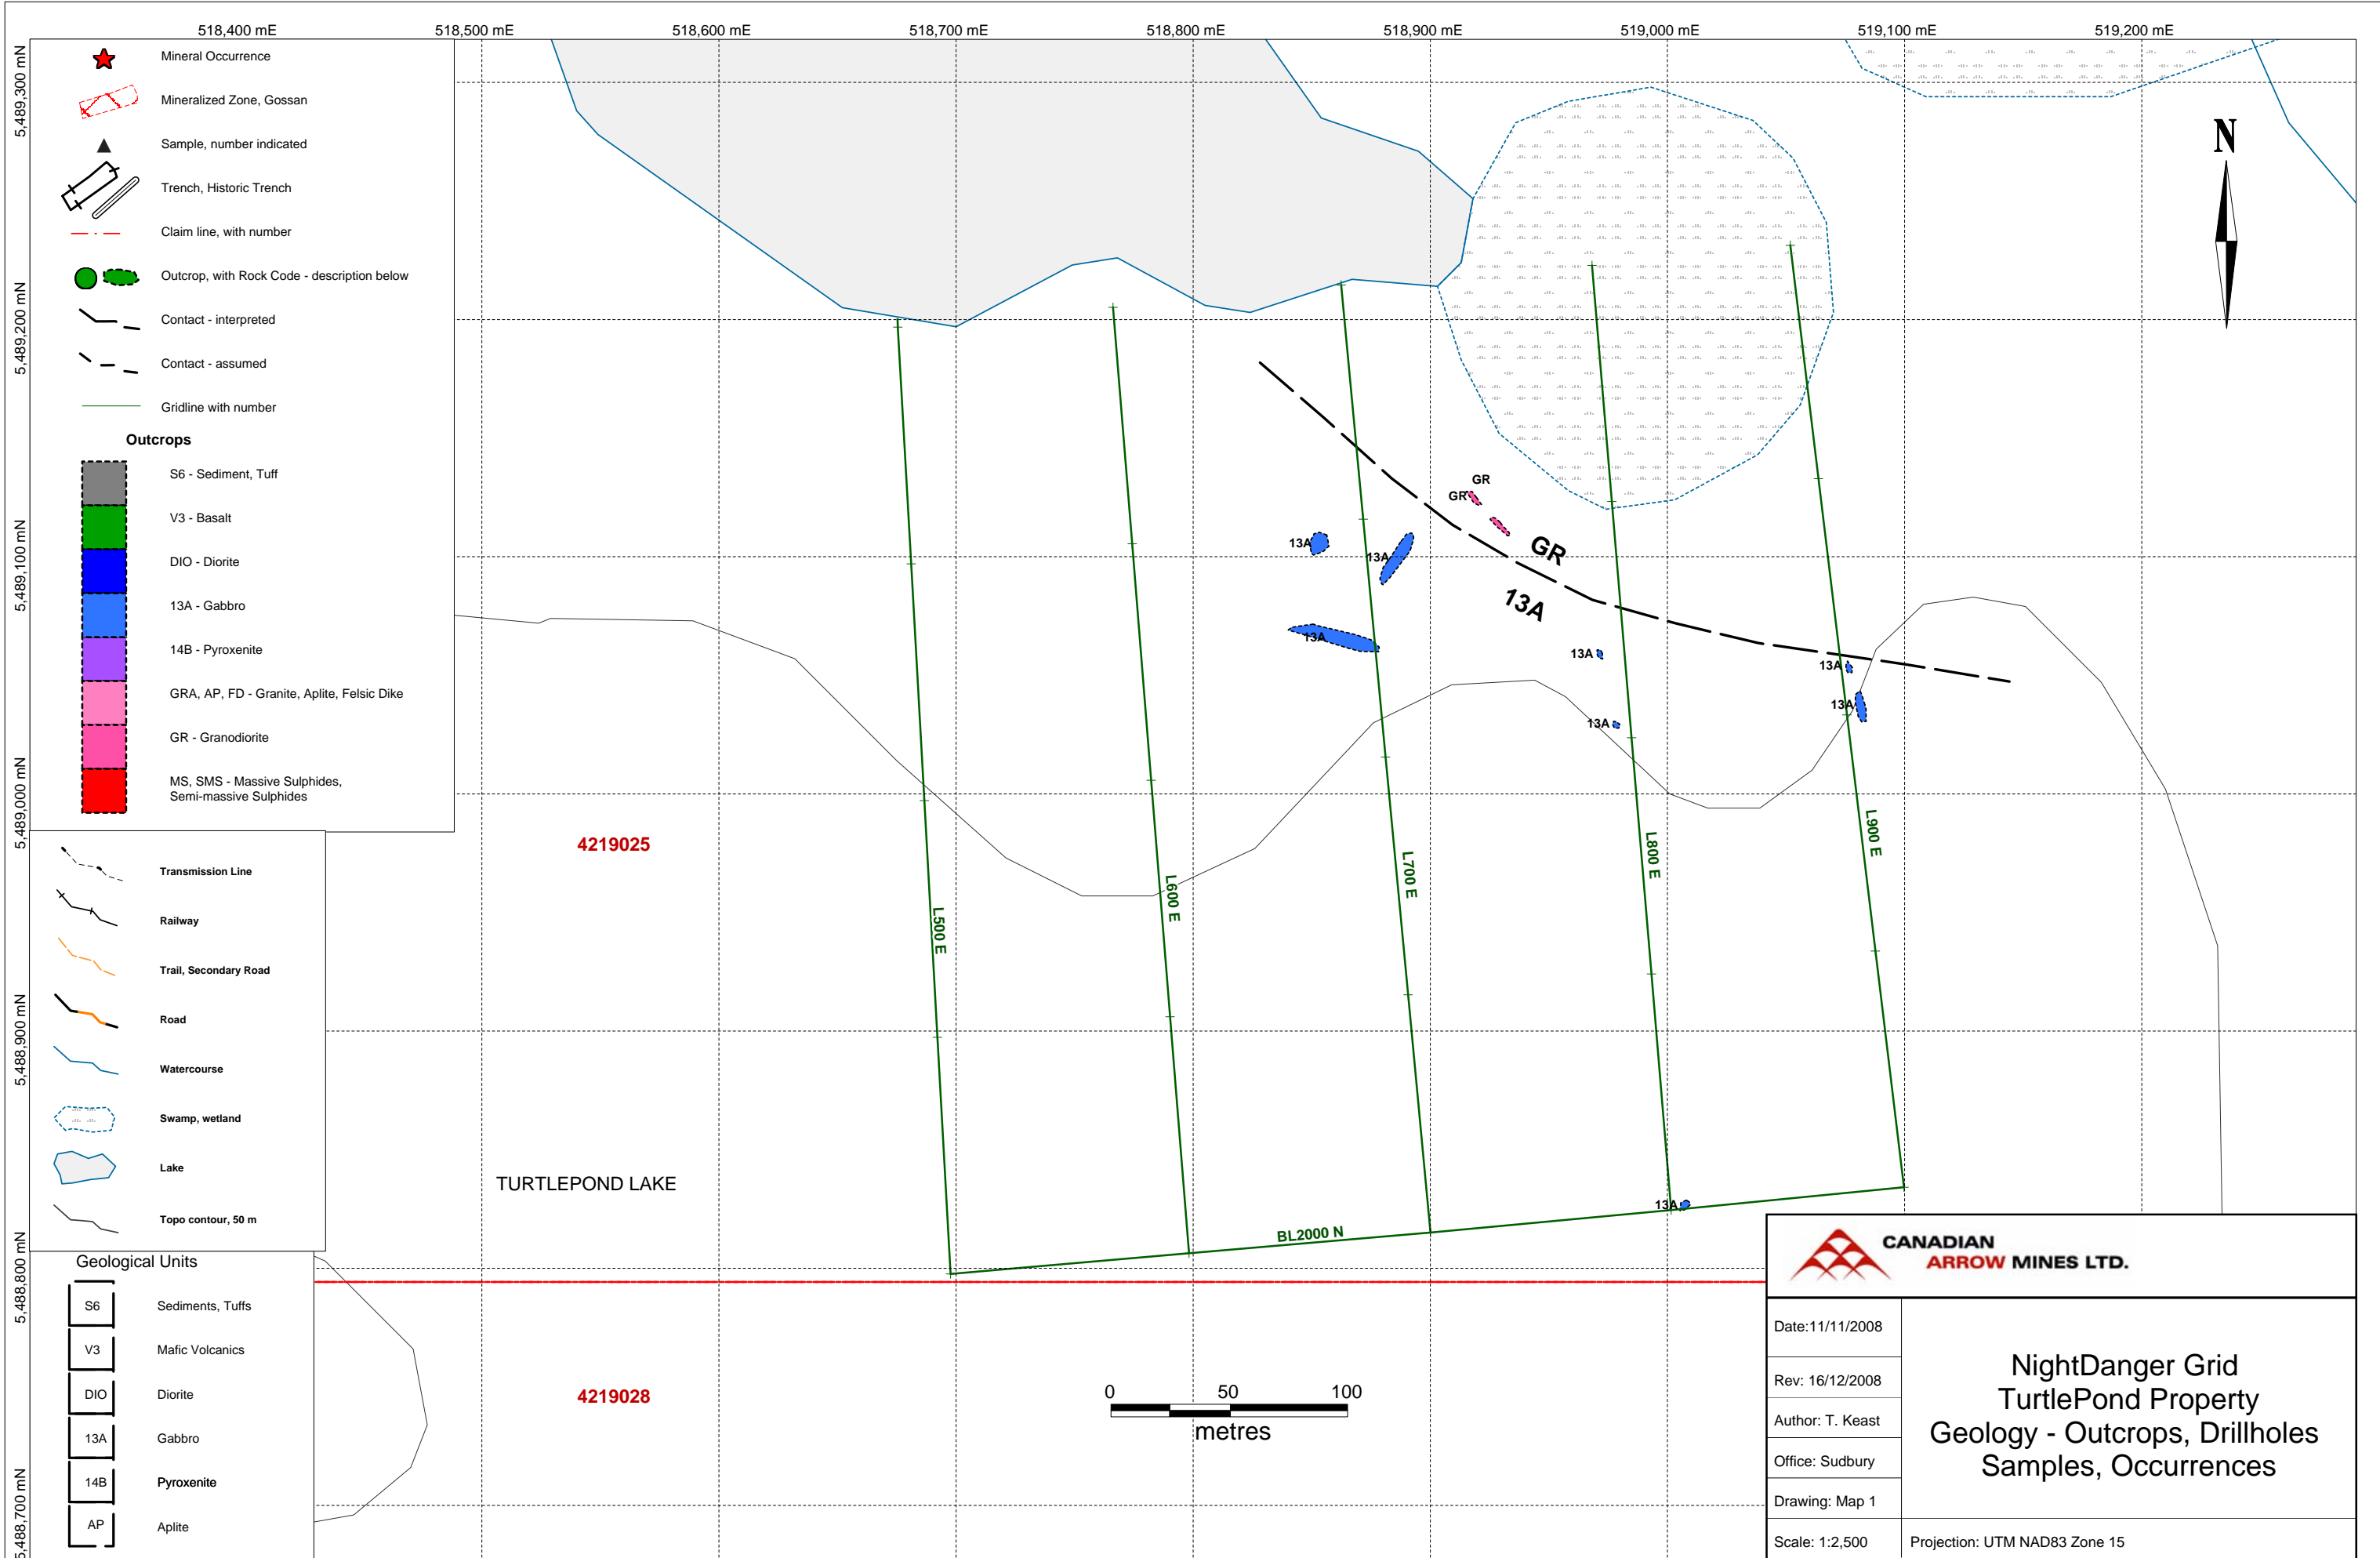 518,400 mE
518,500 mE
518,600 mE
518,700 mE
518,800 mE
518,900 mE
519,000 mE
519,100 mE
519,200 mE
5,489,300 mN
5,489,200 mN
5,489,100 mN
5,489,000 mN
5,488,900 mN
5,488,800 mN
5,488,700 mN
Mineral Occurrence
Mineralized Zone, Gossan
Sample, number indicated
Trench, Historic Trench
Claim line, with number
Outcrop, with Rock Code - description below
Contact - interpreted
Contact - assumed
Gridline with number
Outcrops
S6 - Sediment, Tuff
V3 - Basalt
DIO - Diorite
13A - Gabbro
14B - Pyroxenite
GRA, AP, FD - Granite, Aplite, Felsic Dike
GR - Granodiorite
MS, SMS - Massive Sulphides,
Semi-massive Sulphides
Transmission Line
Railway
Trail, Secondary Road
Road
Watercourse
Swamp, wetland
Lake
Topo contour, 50 m
Geological Units
S6 Sediments, Tuffs
V3 Mafic Volcanics
DIO Diorite
13A Gabbro
14B Pyroxenite
AP Aplite
N
GR
GR
GR
13A
13A
13A
13A
13A
13A
13A
13A
13A
4219025
L500 E
L600 E
L700 E
L800 E
L900 E
TURTLEPOND LAKE
BL2000 N
4219028
0 50 100
metres
CANADIAN
ARROW MINES LTD.
Date:11/11/2008
Rev: 16/12/2008
Author: T. Keast
Office: Sudbury
Drawing: Map 1
Scale: 1:2,500
NightDanger Grid
TurtlePond Property
Geology - Outcrops, Drillholes
Samples, Occurrences
Projection: UTM NAD83 Zone 15